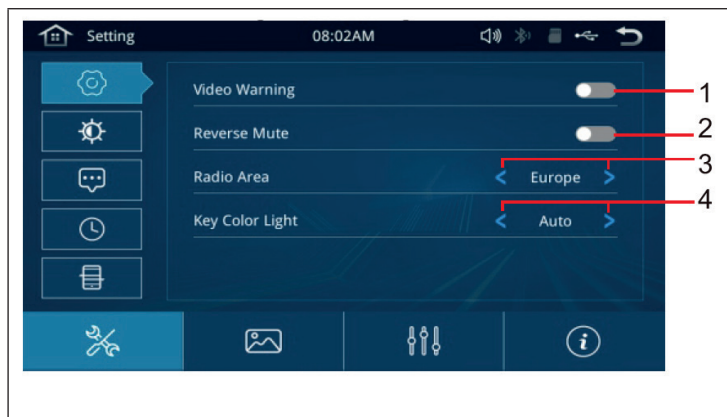 Setting 08:02AM
Video Warning 1
Reverse Mute 2
Radio Area Europe 3
Key Color Light Auto 4